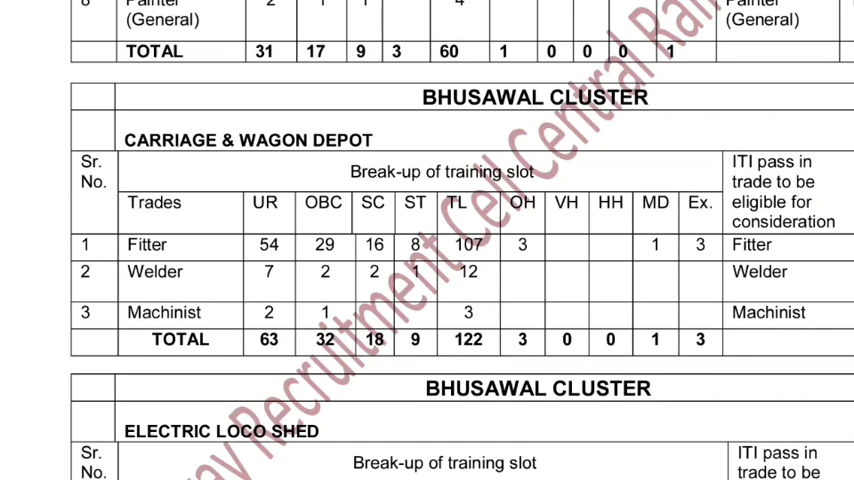 8 Painter 2 1 1 4 Painter
(General) (General)
TOTAL 31 17 9 3 60 1 0 0 0 1
BHUSAWAL CLUSTER
CARRIAGE & WAGON DEPOT
Sr. No. Break-up of training slot ITI pass in trade to be eligible for consideration
Trades UR OBC SC ST TL OH VH HH MD Ex.
1 Fitter 54 29 16 8 107 3 1 3 Fitter
2 Welder 7 2 2 1 12 Welder
3 Machinist 2 1 3 Machinist
TOTAL 63 32 18 9 122 3 0 0 1 3
BHUSAWAL CLUSTER
ELECTRIC LOCO SHED
Sr. No. Break-up of training slot ITI pass in trade to be
Recruitment Cell Central